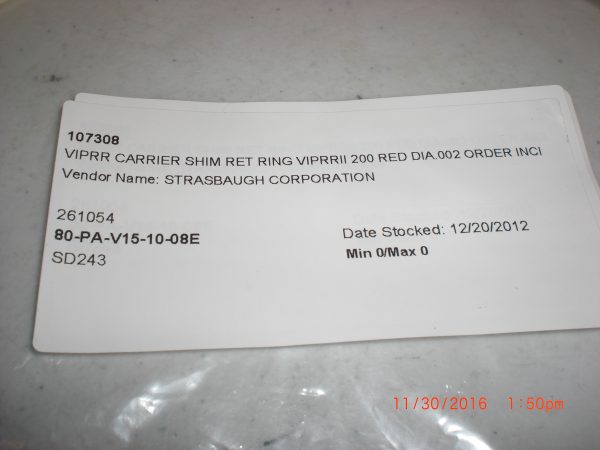 107308
VIPRR CARRIER SHIM RET RING VIPRRII 200 RED DIA.002 ORDER INCI
Vendor Name: STRASBAUGH CORPORATION
261054
80-PA-V15-10-08E
Date Stocked: 12/20/2012
SD243
Min 0/Max 0
11/30/2016 1:50pm